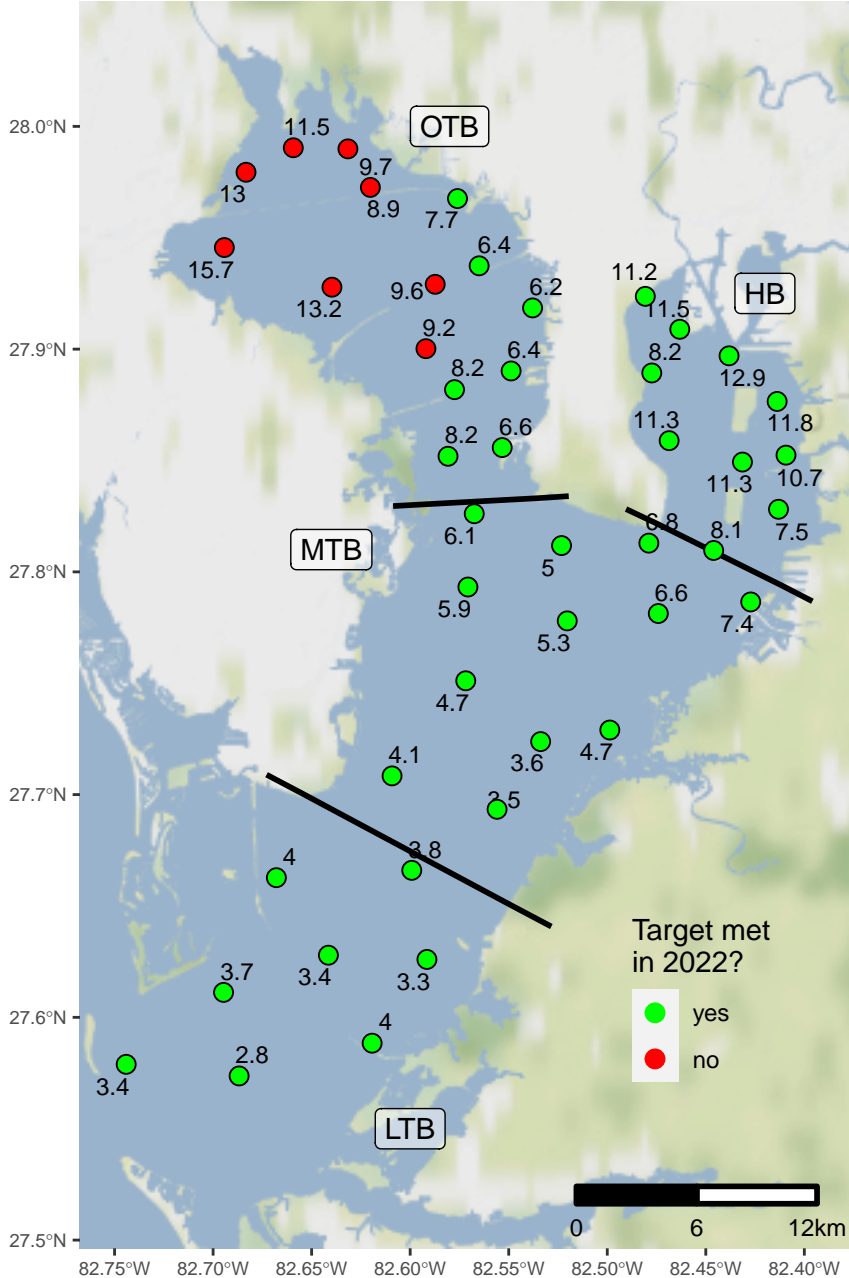 28.0°N
11.5
OTB
9.7
13
8.9
7.7
15.7
6.4
13.2
9.6
6.2
11.2
HB
11.5
27.9°N
9.2
8.2
6.4
8.2
12.9
11.8
8.2
6.6
11.3
11.3
10.7
6.8
7.5
6.1
8.1
MTB
5
27.8°N
5.9
6.6
7.4
5.3
4.7
4.1
3.6
4.7
27.7°N
3.5
3.8
4
Target met
in 2022?
3.4
3.3
3.7
27.6°N
yes
4
no
2.8
3.4
LTB
0 6 12km
27.5°N
82.75°W 82.70°W 82.65°W 82.60°W 82.55°W 82.50°W 82.45°W 82.40°W